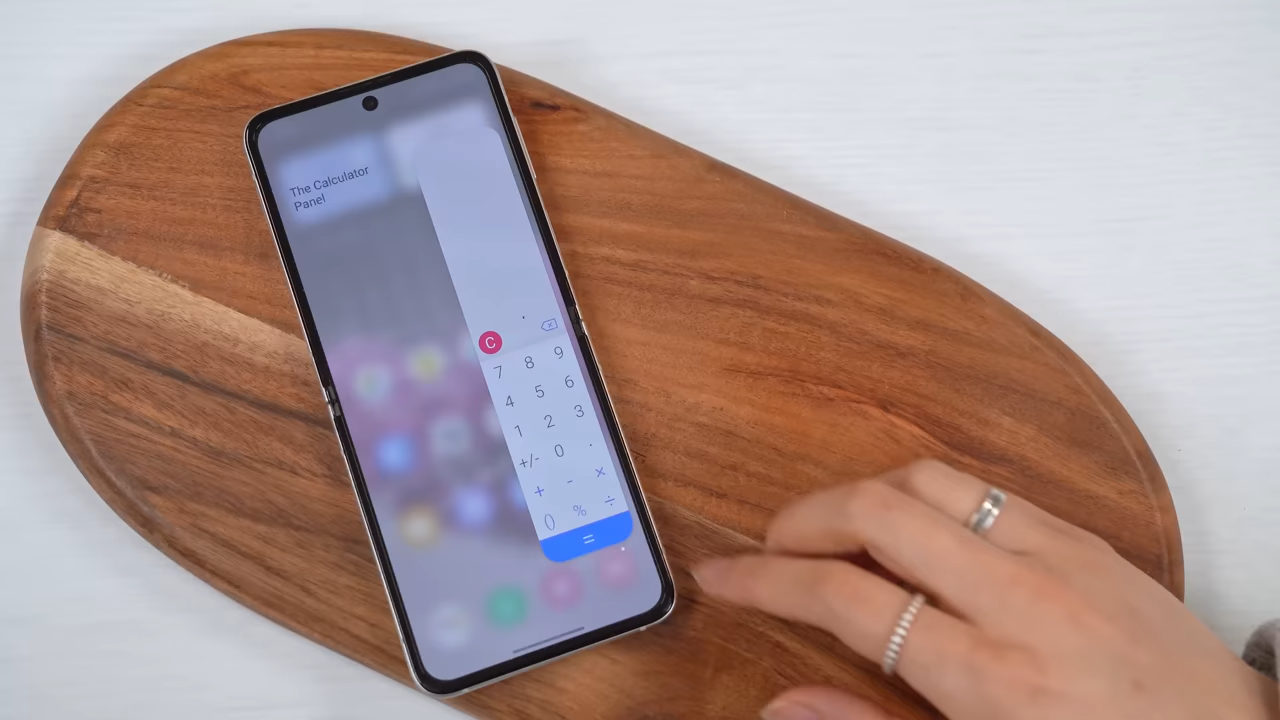 The Calculator
Panel
C
7 8 9
4 5 6
1 2 3
+/- 0 .
+ - ×
() % ÷
=